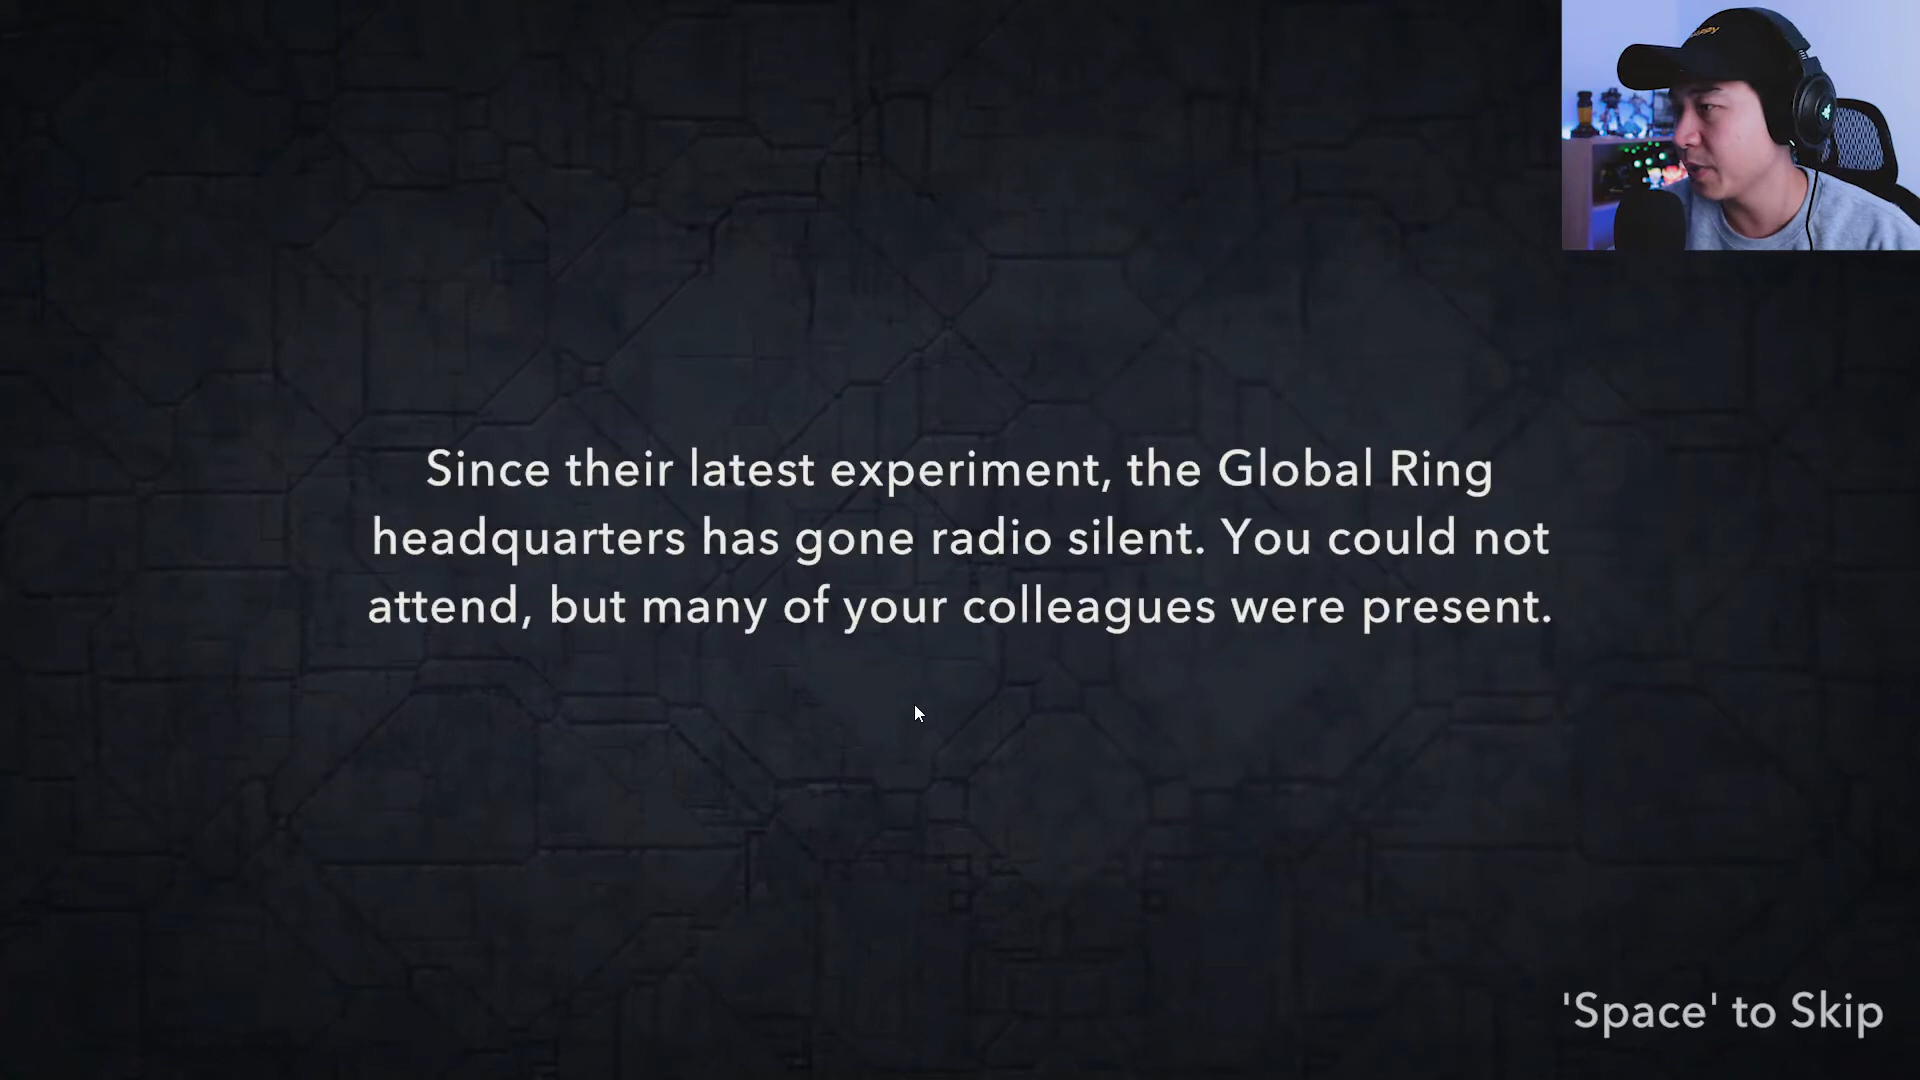 Since their latest experiment, the Global Ring
headquarters has gone radio silent. You could not
attend, but many of your colleagues were present.
'Space' to Skip